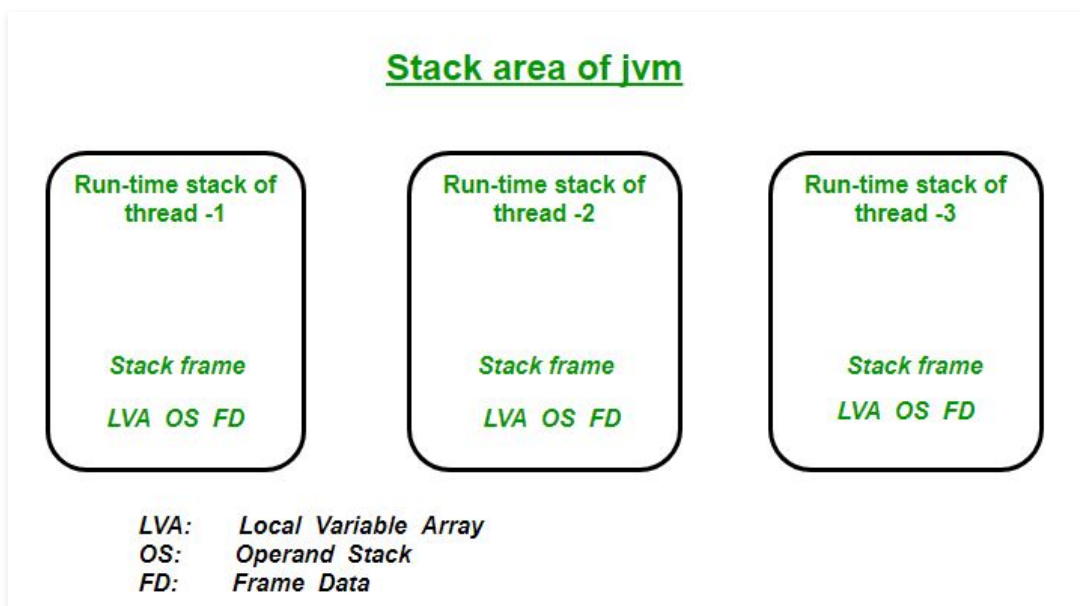 Stack area of jvm
Run-time stack of
thread -1
Stack frame
LVA OS FD
Run-time stack of
thread -2
Stack frame
LVA OS FD
Run-time stack of
thread -3
Stack frame
LVA OS FD
LVA: Local Variable Array
OS: Operand Stack
FD: Frame Data